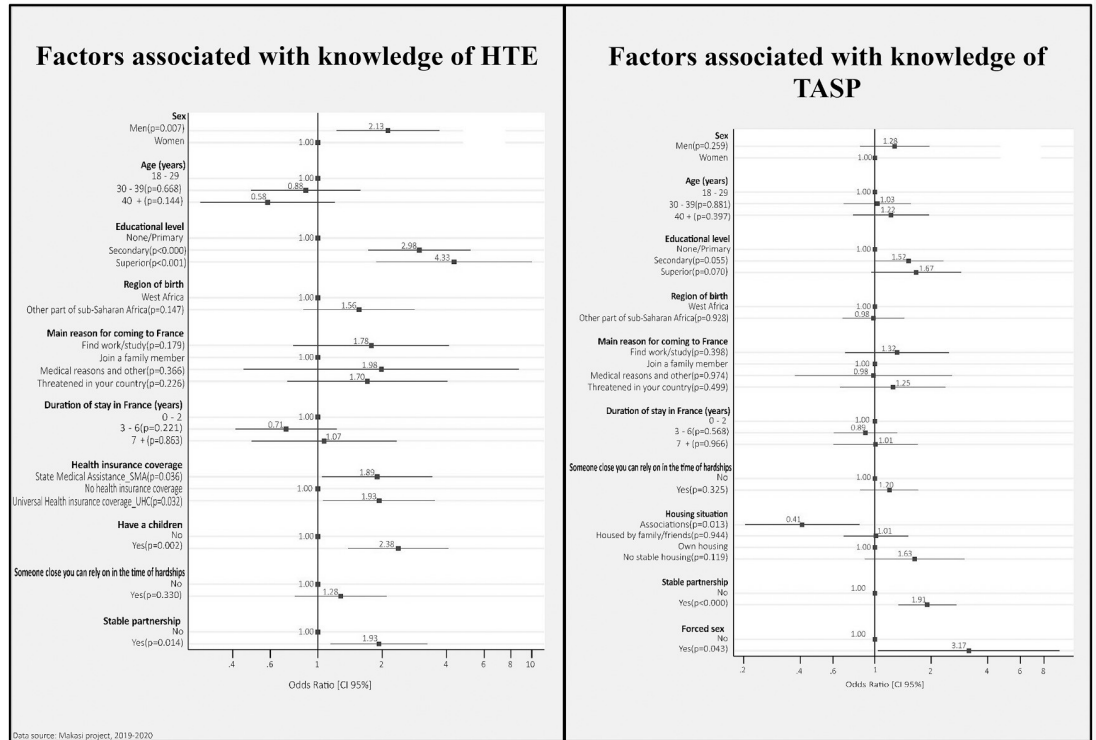 Factors associated with knowledge of HTE
Sex
Men(p=0.007) 2.13
Women 1.00
Age (years)
18 - 29 1.00
30 - 39(p=0.668) 0.88
40 + (p=0.144) 0.58
Educational level
None/Primary 1.00
Secondary(p<0.000) 2.98
Superior(p<0.001) 4.33
Region of birth
West Africa 1.00
Other part of sub-Saharan Africa(p=0.147) 1.56
Main reason for coming to France
Find work/study(p=0.179) 1.78
Join a family member 1.00
Medical reasons and other(p=0.366) 1.98
Threatened in your country(p=0.226) 1.70
Duration of stay in France (years)
0 - 2 1.00
3 - 6(p=0.221) 0.71
7 + (p=0.863) 1.07
Health insurance coverage
State Medical Assistance_SMA(p=0.036) 1.89
No health insurance coverage 1.00
Universal Health insurance coverage_UHC(p=0.032) 1.93
Have a children
No 1.00
Yes(p=0.002) 2.38
Someone close you can rely on in the time of hardships
No 1.00
Yes(p=0.330) 1.28
Stable partnership
No 1.00
Yes(p=0.014) 1.93
.4 .6 1 2 4 6 8 10
Odds Ratio [CI 95%]
Data source: Makasi project, 2019-2020
Factors associated with knowledge of
TASP
Sex
Men(p=0.259) 1.28
Women 1.00
Age (years)
18 - 29 1.00
30 - 39(p=0.881) 1.03
40 + (p=0.397) 1.22
Educational level
None/Primary 1.00
Secondary(p=0.055) 1.52
Superior(p=0.070) 1.67
Region of birth
West Africa 1.00
Other part of sub-Saharan Africa(p=0.928) 0.98
Main reason for coming to France
Find work/study(p=0.398) 1.32
Join a family member 1.00
Medical reasons and other(p=0.974) 0.98
Threatened in your country(p=0.499) 1.25
Duration of stay in France (years)
0 - 2 1.00
3 - 6(p=0.568) 0.89
7 + (p=0.966) 1.01
Someone close you can rely on in the time of hardships
No 1.00
Yes(p=0.325) 1.20
Housing situation
Associations(p=0.013) 0.41
Housed by family/friends(p=0.944) 1.01
Own housing 1.00
No stable housing(p=0.119) 1.63
Stable partnership
No 1.00
Yes(p<0.000) 1.91
Forced sex
No 1.00
Yes(p=0.043) 3.17
.2 .4 .6 1 2 4 6 8
Odds Ratio [CI 95%]